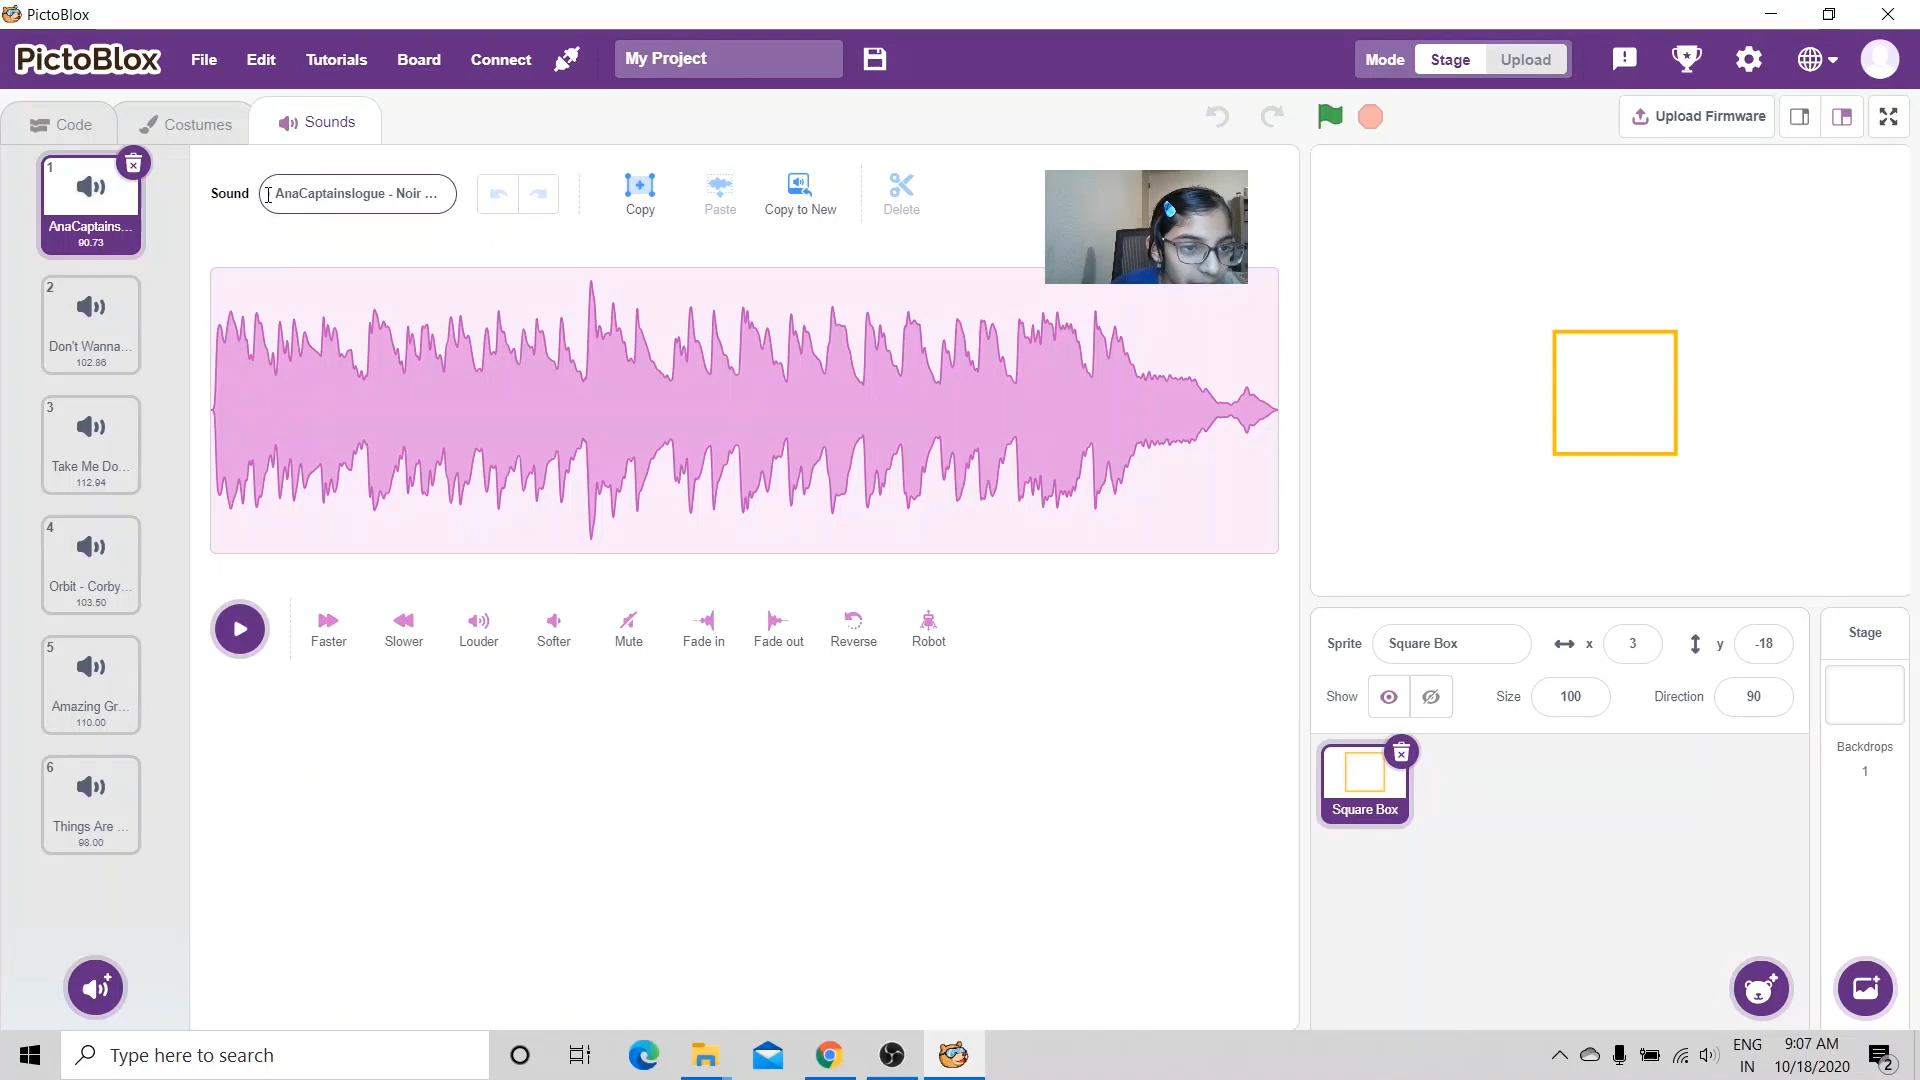 PictoBlox
PictoBlox File Edit Tutorials Board Connect My Project Mode Stage Upload
Code Costumes Sounds Upload Firmware
1
AnaCaptains...
90.73
2
Don't Wanna...
102.86
3
Take Me Do...
112.94
4
Orbit - Corby...
103.50
5
Amazing Gr...
110.00
6
Things Are ...
98.00
Sound AnaCaptainslogue - Noir ...
Copy Paste Copy to New Delete
Faster Slower Louder Softer Mute Fade in Fade out Reverse Robot
Sprite Square Box x 3 y -18
Show Size 100 Direction 90
Square Box
Stage
Backdrops
1
Type here to search
ENG
IN
9:07 AM
10/18/2020
2